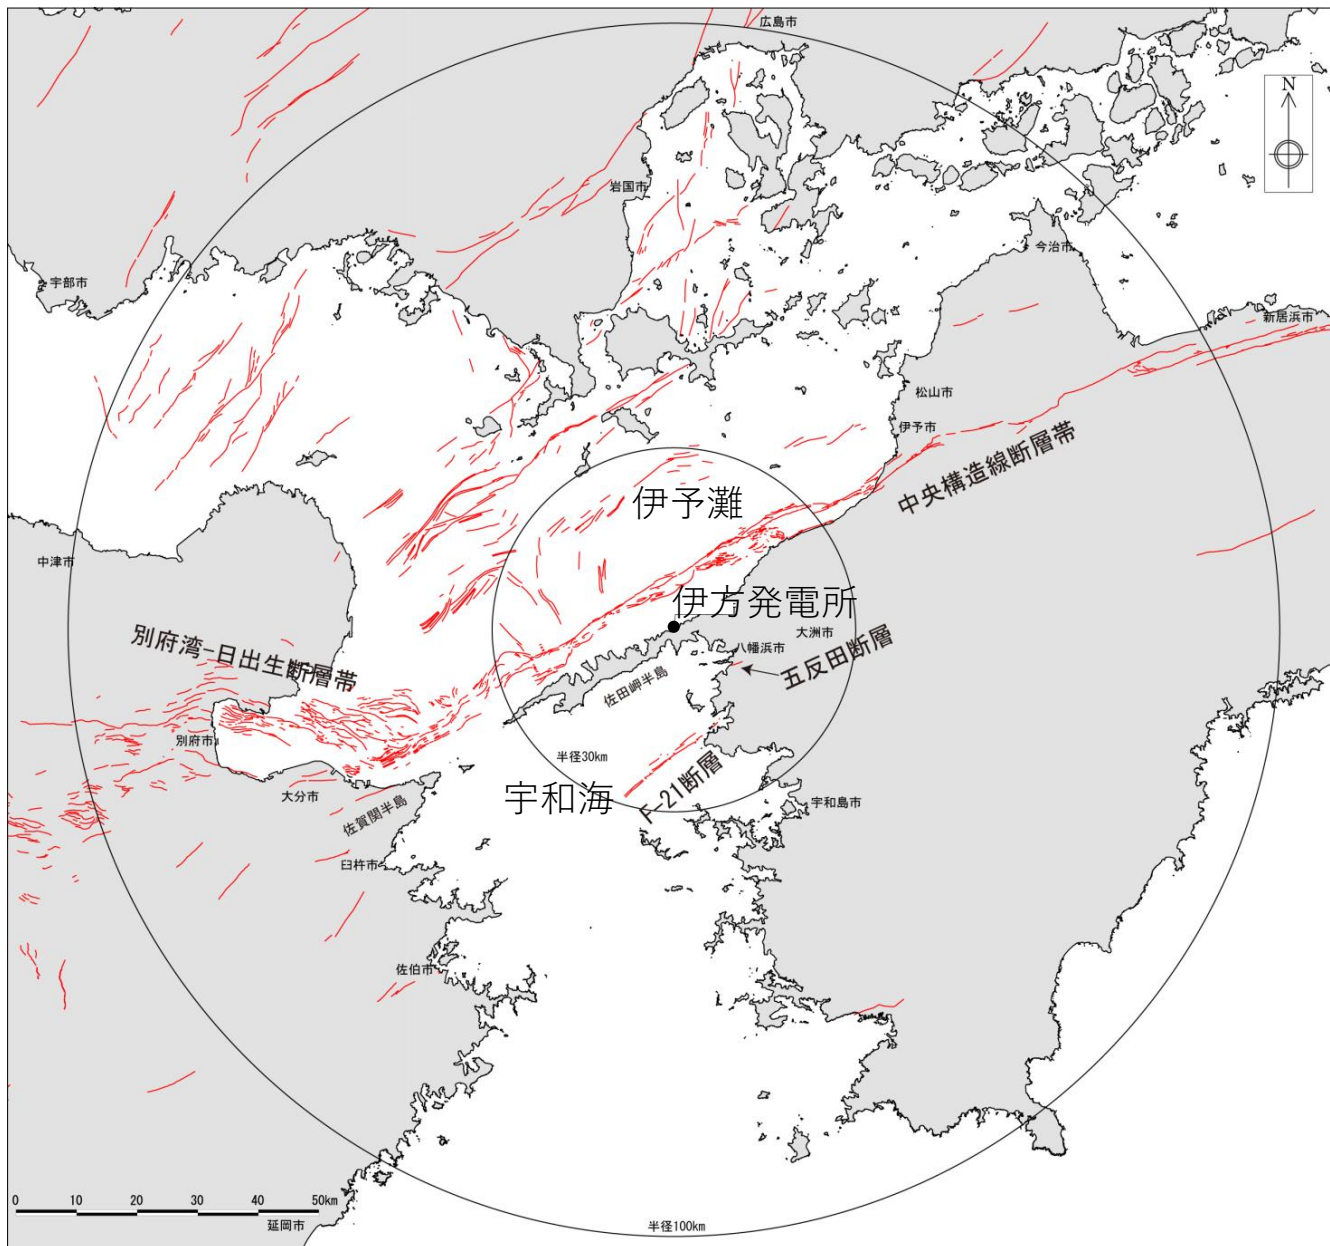 広島市
N
岩国市
今治市
宇部市
新居浜市
松山市
伊予市
中央構造線断層帯
伊予灘
中津市
伊方発電所
大洲市
八幡浜市
五反田断層
別府湾-日出生断層帯
佐田岬半島
別府市
半径30km
F-21断層
宇和海
大分市
佐賀関半島
宇和島市
臼杵市
佐伯市
0 10 20 30 40 50km
延岡市
半径100km